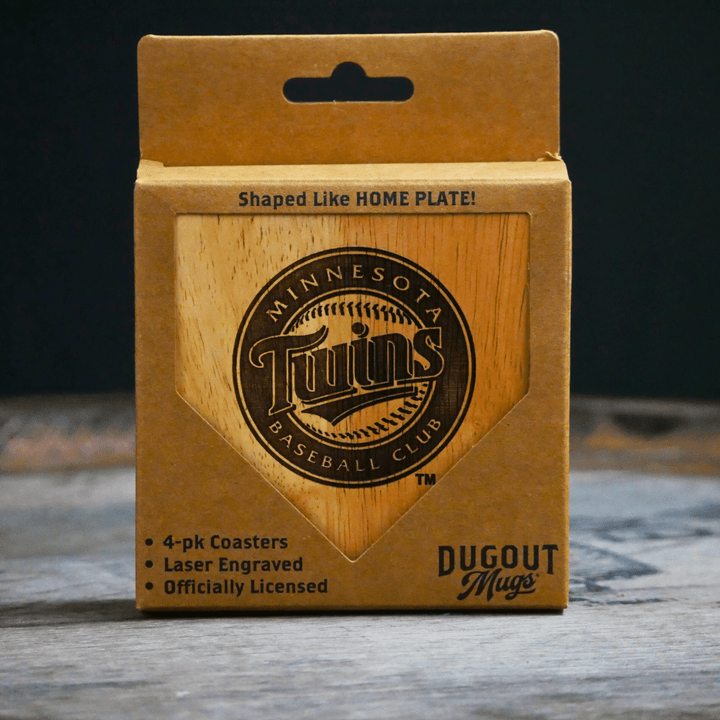 Shaped Like HOME PLATE!
MINNESOTA
Twins
BASEBALL CLUB
TM
• 4-pk Coasters
• Laser Engraved
• Officially Licensed
DUGOUT
Mugs®